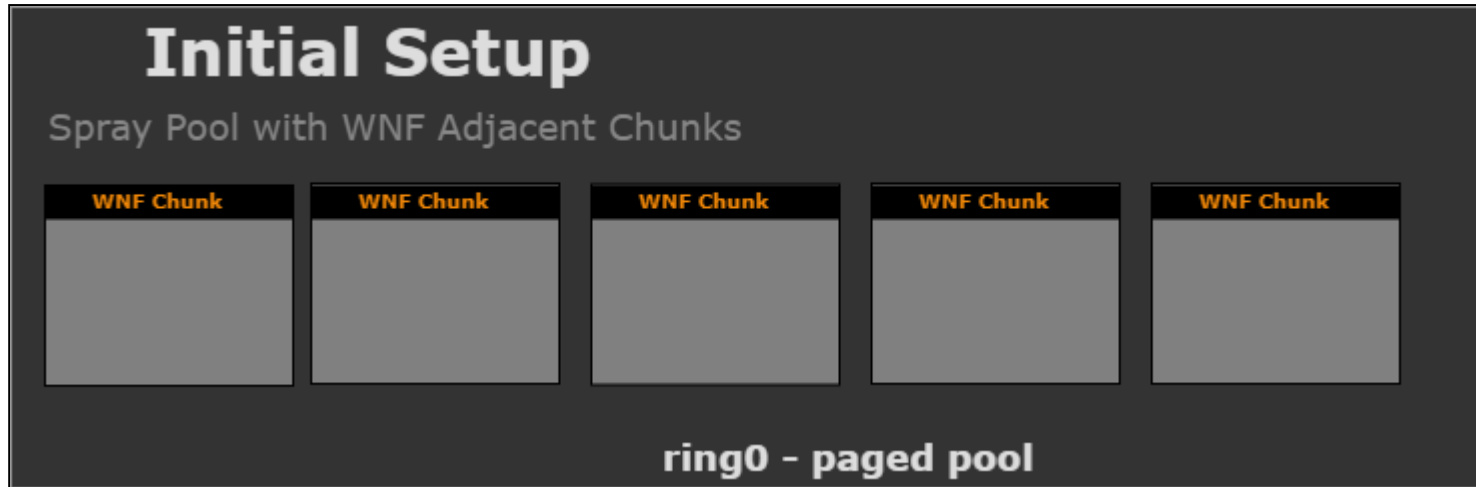 Initial Setup
Spray Pool with WNF Adjacent Chunks
WNF Chunk WNF Chunk WNF Chunk WNF Chunk WNF Chunk
ring0 - paged pool